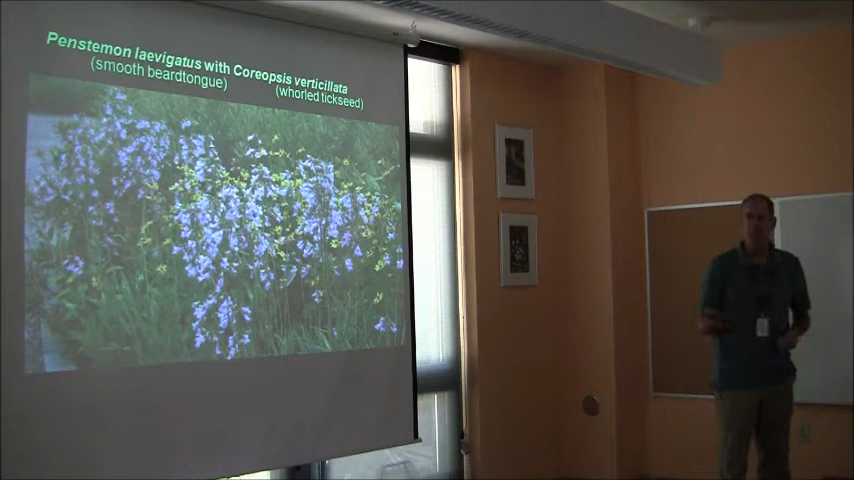 Penstemon laevigatus with Coreopsis verticillata
(smooth beardtongue) (whorled tickseed)